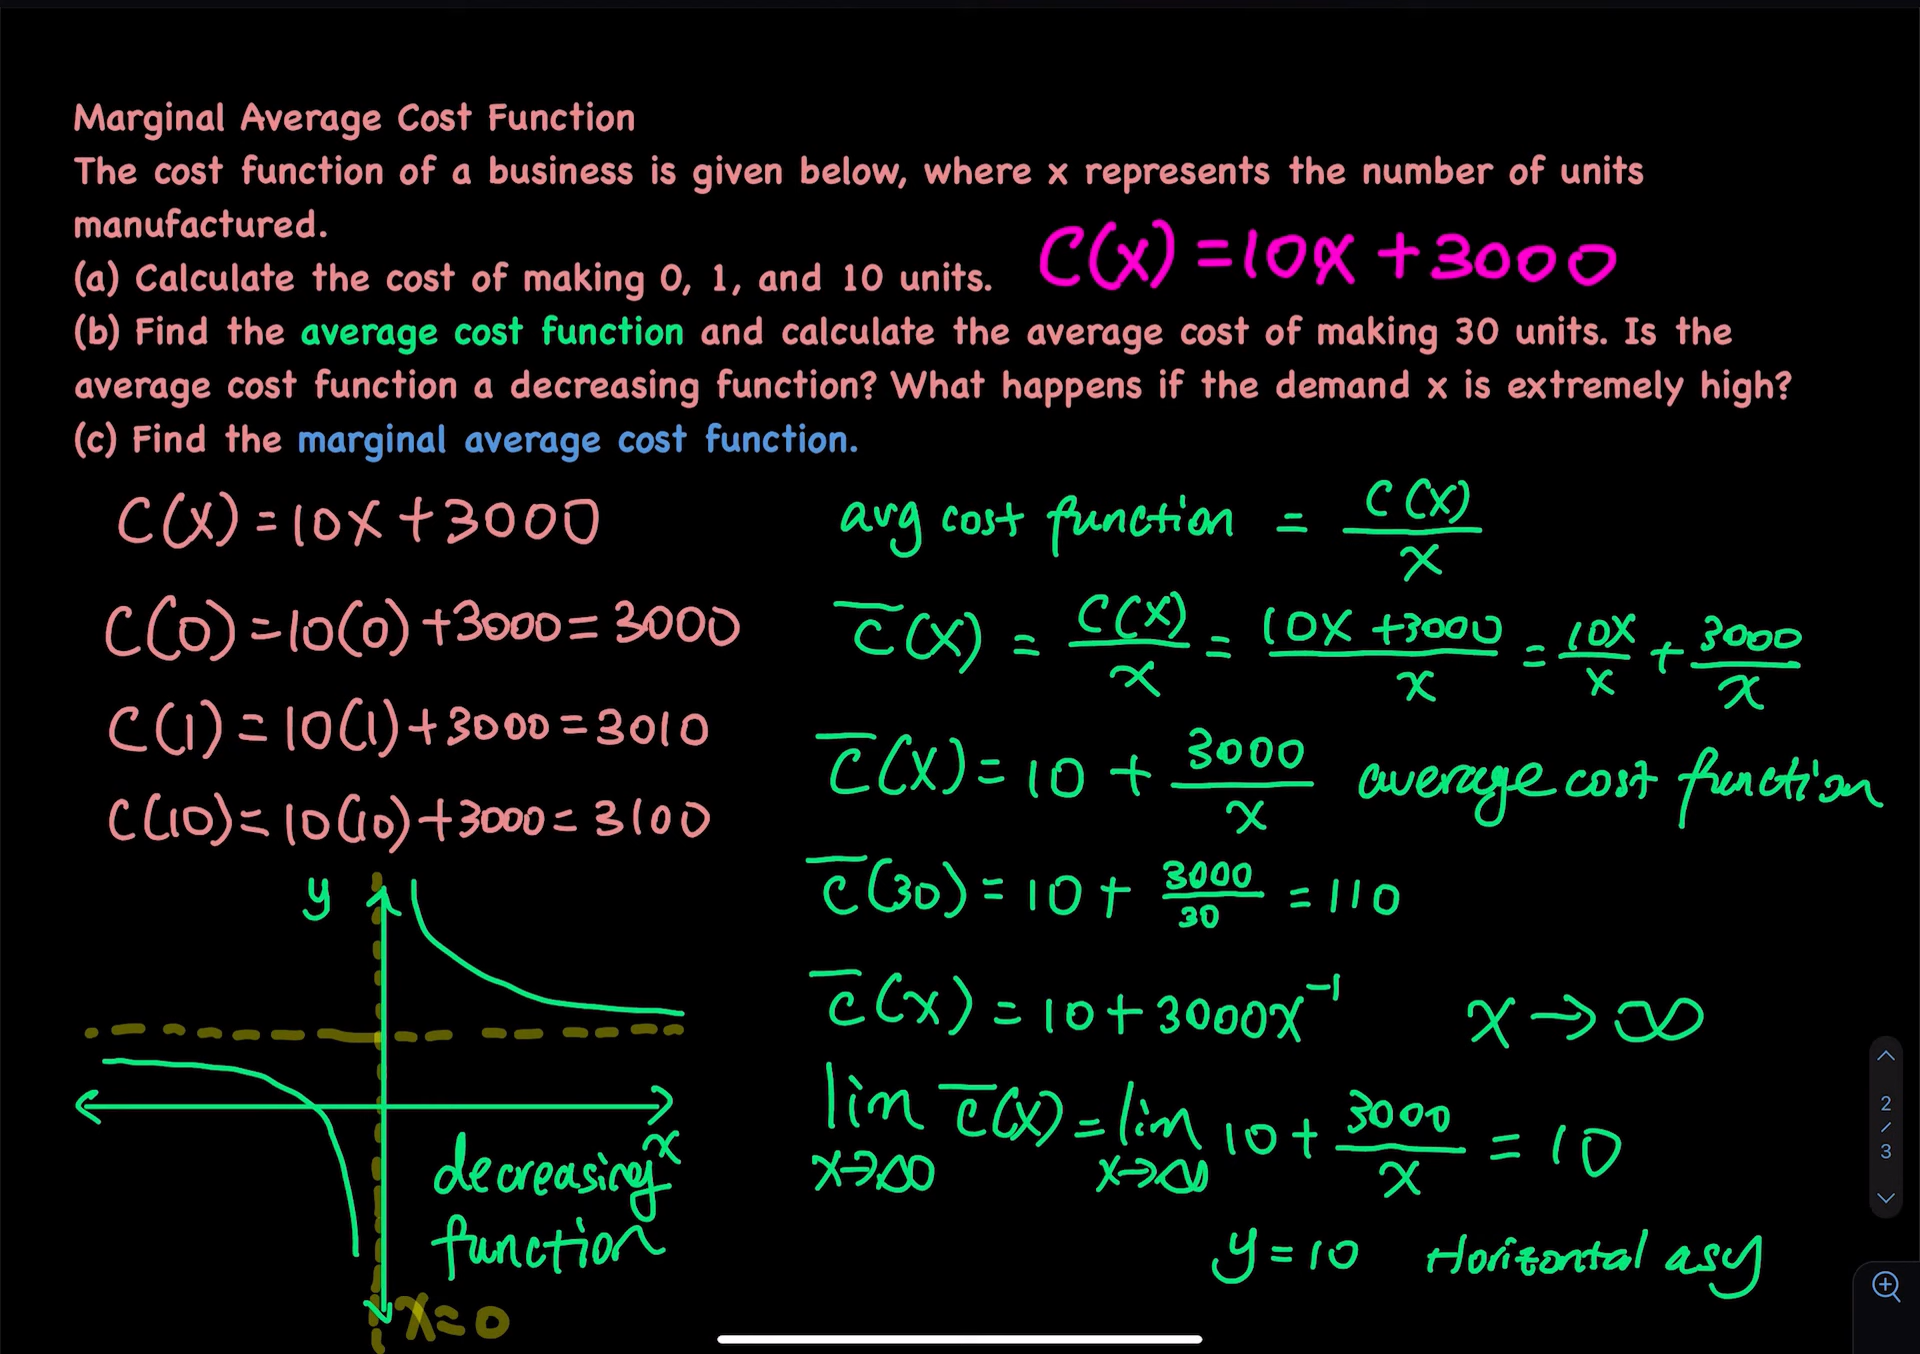 Marginal Average Cost Function
The cost function of a business is given below, where x represents the number of units
manufactured.
C(x) = 10x + 3000
(a) Calculate the cost of making 0, 1, and 10 units.
(b) Find the average cost function and calculate the average cost of making 30 units. Is the
average cost function a decreasing function? What happens if the demand x is extremely high?
(c) Find the marginal average cost function.
C(x) = 10x + 3000
C(0) = 10(0) + 3000 = 3000
C(1) = 10(1) + 3000 = 3010
C(10) = 10(10) + 3000 = 3100
y
x
decreasing
function
x = 0
avg cost function = C(x)/x
C̅(x) = C(x)/x = (10x + 3000)/x = 10x/x + 3000/x
C̅(x) = 10 + 3000/x average cost function
C̅(30) = 10 + 3000/30 = 110
C̅(x) = 10 + 3000x⁻¹ x → ∞
lim x→∞ C̅(x) = lim x→∞ 10 + 3000/x = 10
y = 10 Horizontal asy
2
/
3